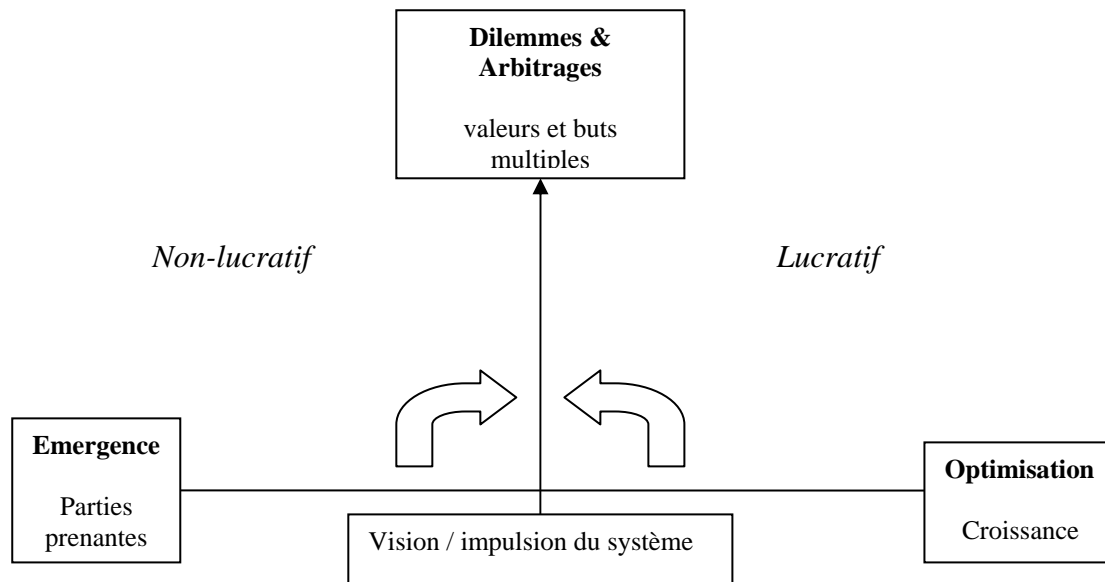 Dilemmes &
Arbitrages
valeurs et buts
multiples
Non-lucratif
Lucratif
Emergence
Parties
prenantes
Optimisation
Croissance
Vision / impulsion du système